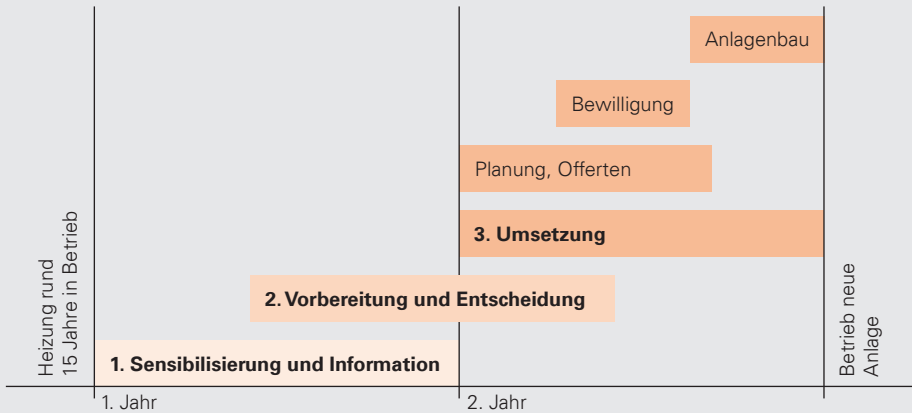 Anlagenbau
Bewilligung
Planung, Offerten
3. Umsetzung
2. Vorbereitung und Entscheidung
1. Sensibilisierung und Information
Heizung rund
15 Jahre in Betrieb
Betrieb neue
Anlage
1. Jahr
2. Jahr